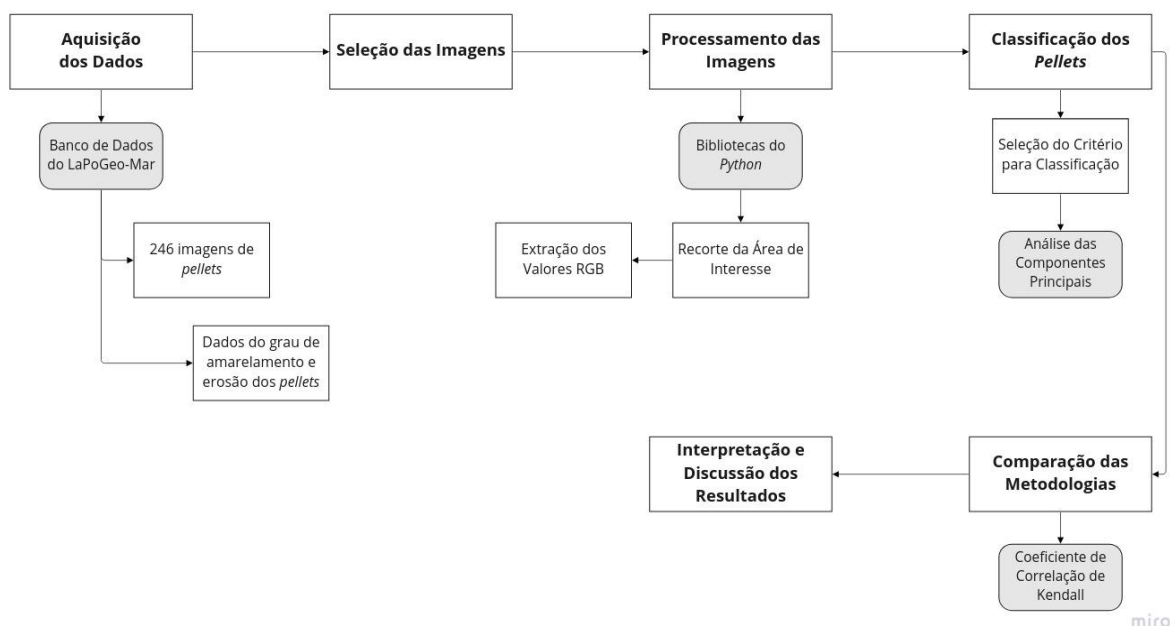 Aquisição
dos Dados
Seleção das Imagens
Processamento das
Imagens
Classificação dos
Pellets
Banco de Dados
do LaPoGeo-Mar
Bibliotecas do
Python
Seleção do Critério
para Classificação
246 imagens de
pellets
Extração dos
Valores RGB
Recorte da Área de
Interesse
Análise das
Componentes
Principais
Dados do grau de
amarelamento e
erosão dos pellets
Interpretação e
Discussão dos
Resultados
Comparação das
Metodologias
Coeficiente de
Correlação de
Kendall
miro